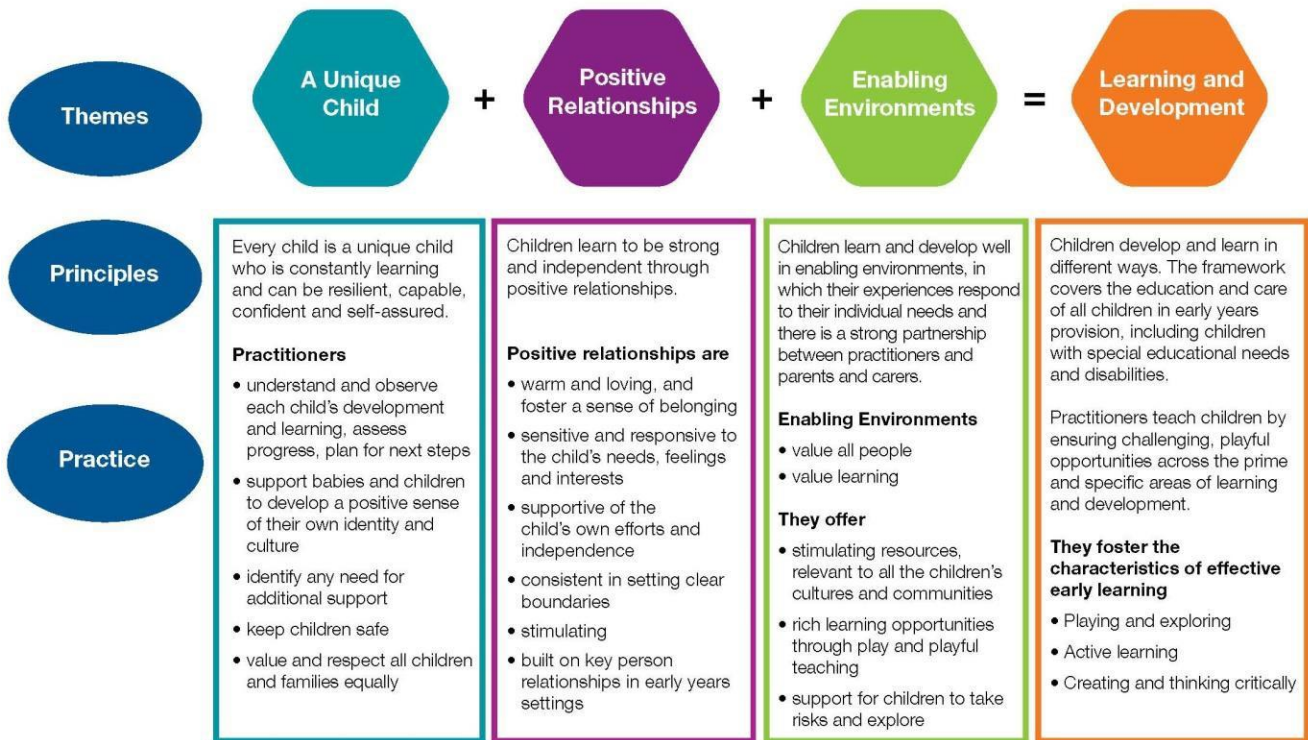 Themes
A Unique
Child
+
Positive
Relationships
+
Enabling
Environments
=
Learning and
Development
Principles
Practice
Every child is a unique child
who is constantly learning
and can be resilient, capable,
confident and self-assured.
Practitioners
• understand and observe
each child's development
and learning, assess
progress, plan for next steps
• support babies and children
to develop a positive sense
of their own identity and
culture
• identify any need for
additional support
• keep children safe
• value and respect all children
and families equally
Children learn to be strong
and independent through
positive relationships.
Positive relationships are
• warm and loving, and
foster a sense of belonging
• sensitive and responsive to
the child's needs, feelings
and interests
• supportive of the
child's own efforts and
independence
• consistent in setting clear
boundaries
• stimulating
• built on key person
relationships in early years
settings
Children learn and develop well
in enabling environments, in
which their experiences respond
to their individual needs and
there is a strong partnership
between practitioners and
parents and carers.
Enabling Environments
• value all people
• value learning
They offer
• stimulating resources,
relevant to all the children's
cultures and communities
• rich learning opportunities
through play and playful
teaching
• support for children to take
risks and explore
Children develop and learn in
different ways. The framework
covers the education and care
of all children in early years
provision, including children
with special educational needs
and disabilities.
Practitioners teach children by
ensuring challenging, playful
opportunities across the prime
and specific areas of learning
and development.
They foster the
characteristics of effective
early learning
• Playing and exploring
• Active learning
• Creating and thinking critically